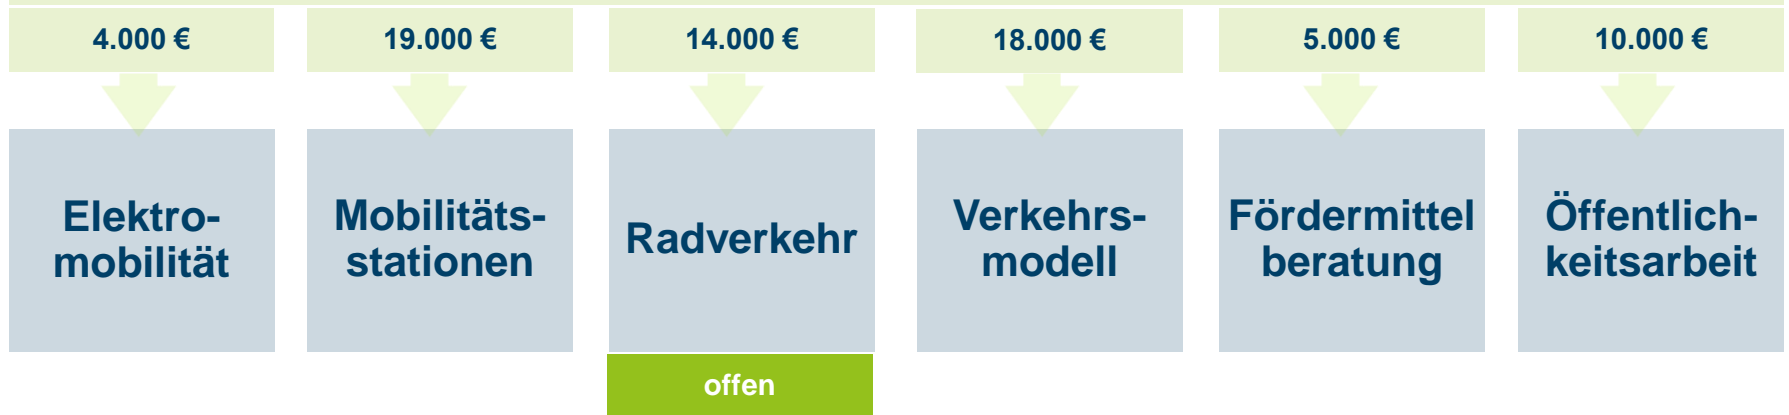 4.000 €
19.000 €
14.000 €
18.000 €
5.000 €
10.000 €
Elektro-
mobilität
Mobilitäts-
stationen
Radverkehr
Verkehrs-
modell
Fördermittel
beratung
Öffentlich-
keitsarbeit
offen